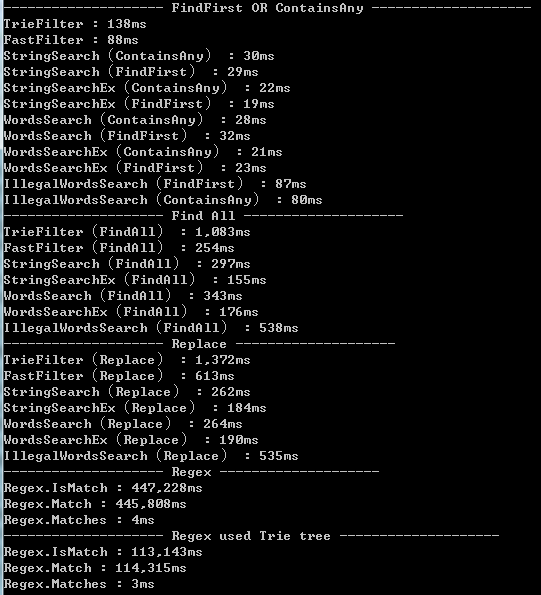 -------------------- FindFirst OR ContainsAny --------------------
TrieFilter : 138ms
FastFilter : 88ms
StringSearch (ContainsAny)  : 30ms
StringSearch (FindFirst)  : 29ms
StringSearchEx (ContainsAny)  : 22ms
StringSearchEx (FindFirst)  : 19ms
WordsSearch (ContainsAny)  : 28ms
WordsSearch (FindFirst)  : 32ms
WordsSearchEx (ContainsAny)  : 21ms
WordsSearchEx (FindFirst)  : 23ms
IllegalWordsSearch (FindFirst)  : 87ms
IllegalWordsSearch (ContainsAny)  : 80ms
-------------------- Find All --------------------
TrieFilter (FindAll)  : 1,083ms
FastFilter (FindAll)  : 254ms
StringSearch (FindAll)  : 297ms
StringSearchEx (FindAll)  : 155ms
WordsSearch (FindAll)  : 343ms
WordsSearchEx (FindAll)  : 176ms
IllegalWordsSearch (FindAll)  : 538ms
-------------------- Replace --------------------
TrieFilter (Replace)  : 1,372ms
FastFilter (Replace)  : 613ms
StringSearch (Replace)  : 262ms
StringSearchEx (Replace)  : 184ms
WordsSearch (Replace)  : 264ms
WordsSearchEx (Replace)  : 190ms
IllegalWordsSearch (Replace)  : 535ms
-------------------- Regex --------------------
Regex.IsMatch : 447,228ms
Regex.Match : 445,808ms
Regex.Matches : 4ms
-------------------- Regex used Trie tree --------------------
Regex.IsMatch : 113,143ms
Regex.Match : 114,315ms
Regex.Matches : 3ms